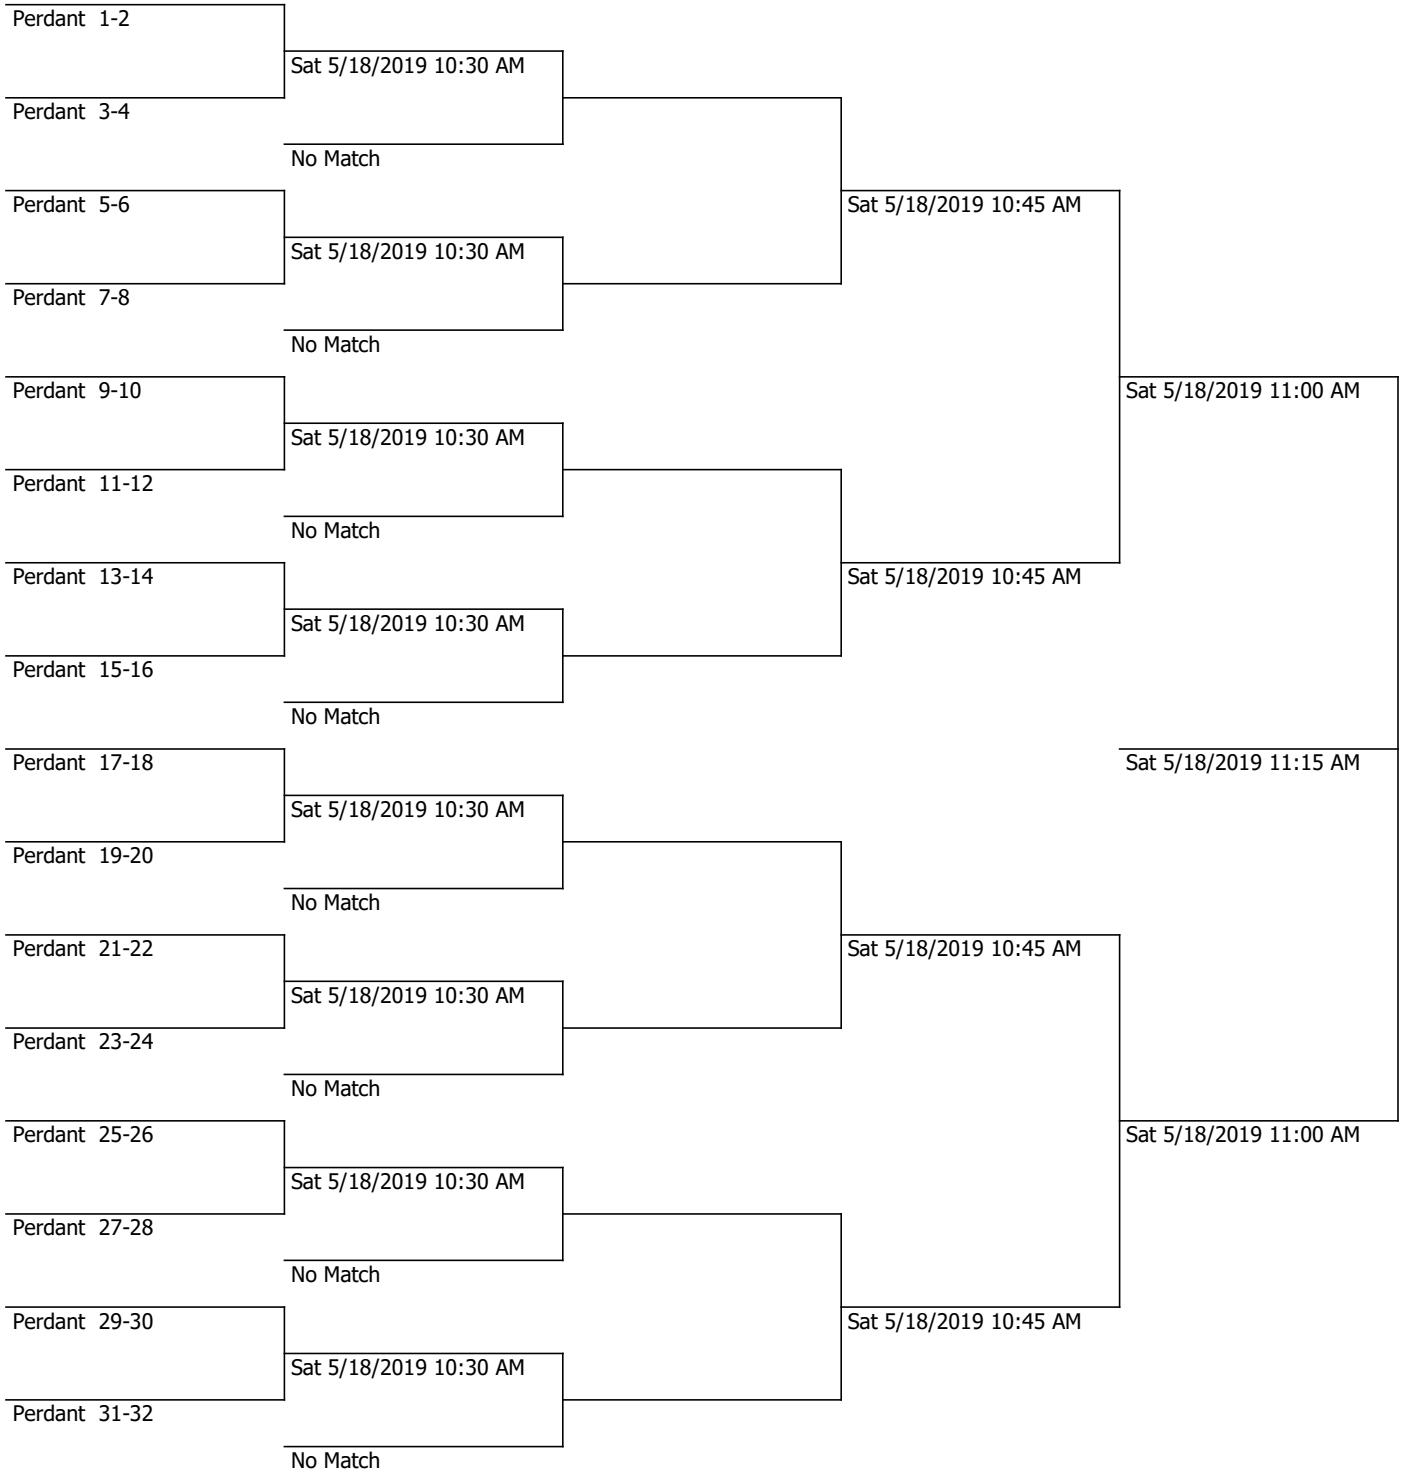 Perdant 1-2
Sat 5/18/2019 10:30 AM
Perdant 3-4
No Match
Perdant 5-6
Sat 5/18/2019 10:45 AM
Sat 5/18/2019 10:30 AM
Perdant 7-8
No Match
Perdant 9-10
Sat 5/18/2019 11:00 AM
Sat 5/18/2019 10:30 AM
Perdant 11-12
No Match
Perdant 13-14
Sat 5/18/2019 10:45 AM
Sat 5/18/2019 10:30 AM
Perdant 15-16
No Match
Perdant 17-18
Sat 5/18/2019 11:15 AM
Sat 5/18/2019 10:30 AM
Perdant 19-20
No Match
Perdant 21-22
Sat 5/18/2019 10:45 AM
Sat 5/18/2019 10:30 AM
Perdant 23-24
No Match
Perdant 25-26
Sat 5/18/2019 11:00 AM
Sat 5/18/2019 10:30 AM
Perdant 27-28
No Match
Perdant 29-30
Sat 5/18/2019 10:45 AM
Sat 5/18/2019 10:30 AM
Perdant 31-32
No Match